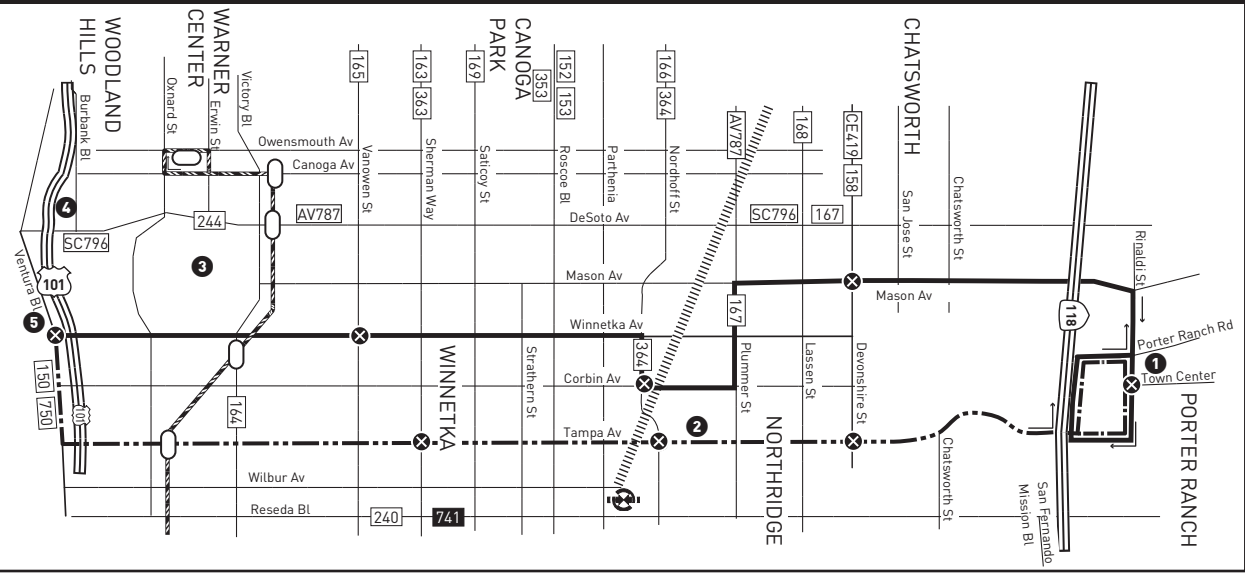 WOODLAND
HILLS
WARNER
CENTER
CANOGA
PARK
CHATSWORTH
WINNETKA
NORTHRIDGE
PORTER RANCH
Burbank Bl
Oxnard St
Erwin St
Victory Bl
165
163
363
169
353
152
153
166
364
AV787
168
CE419
158
Owensmouth Av
Canoga Av
Vanowen St
Sherman Way
Saticoy St
Roscoe Bl
Parthenia
Nordhoff St
San Jose St
Chatsworth St
Rinaldi St
4
SC796
244
AV787
DeSoto Av
SC796
167
3
101
Ventura Bl
5
Mason Av
Mason Av
167
118
Winnetka Av
364
Strathern St
Plummer St
Lassen St
Devonshire St
Porter Ranch Rd
1
Town Center
150
750
101
164
Corbin Av
Tampa Av
2
Chatsworth St
San Fernando
Mission Bl
Wilbur Av
Reseda Bl
240
741